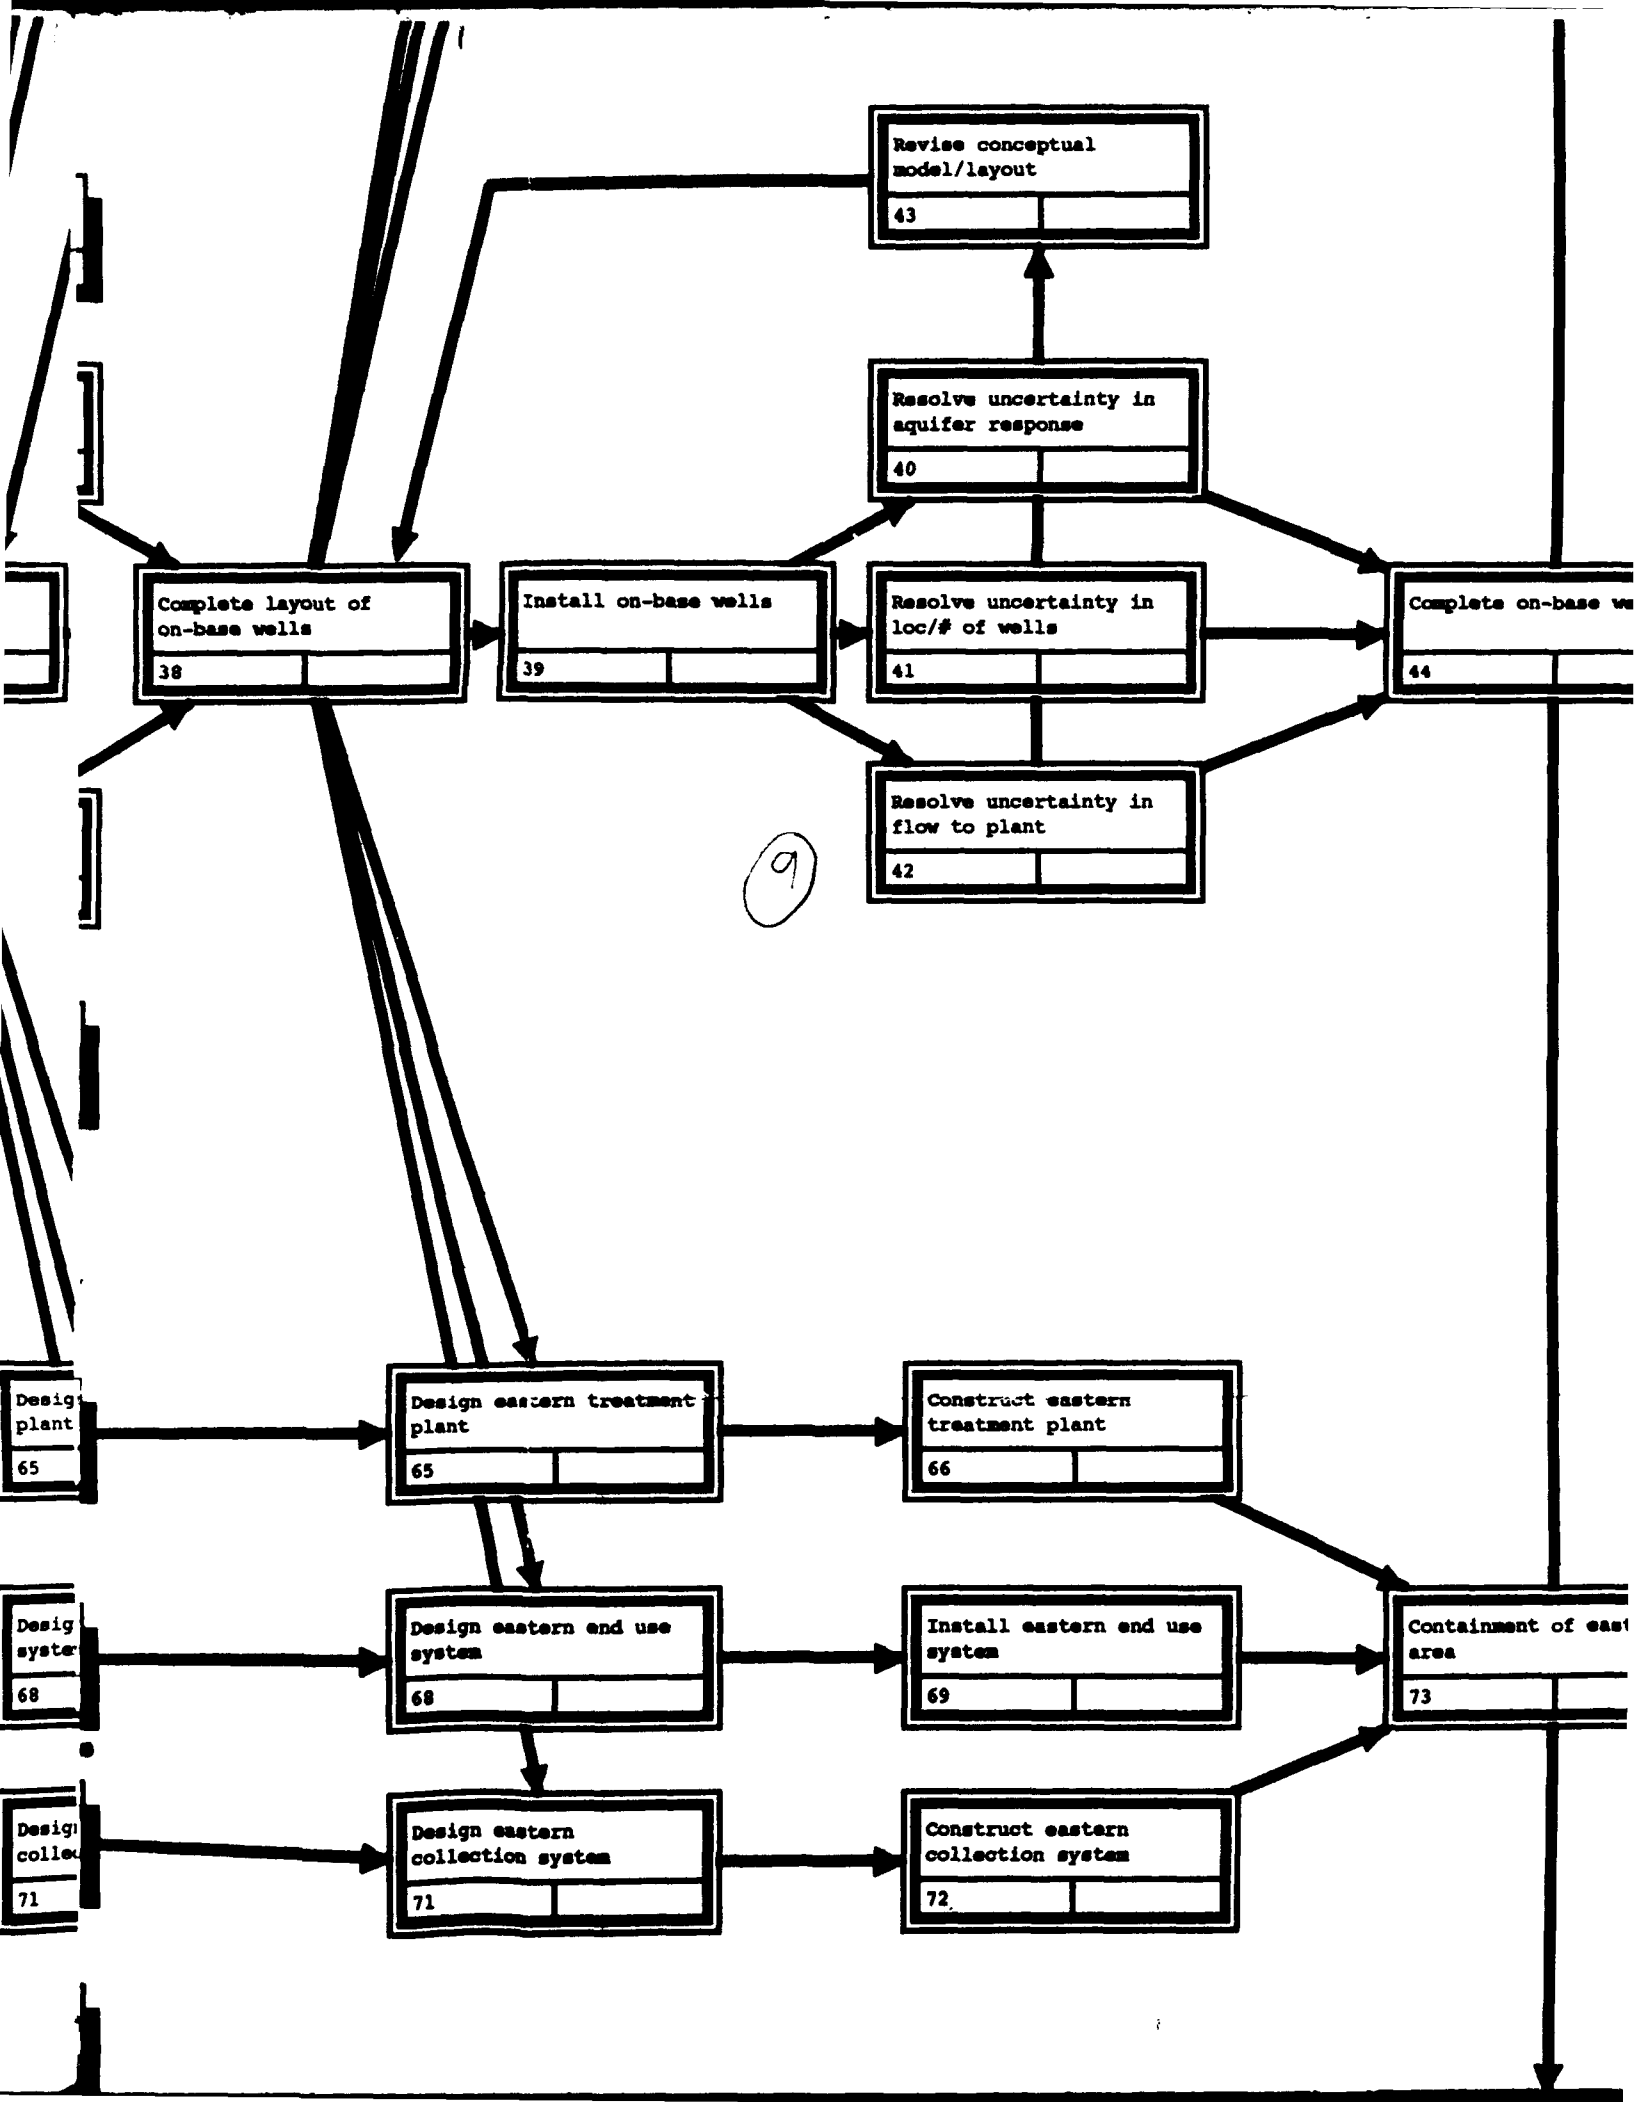 Revise conceptual
model/layout
43
Resolve uncertainty in
aquifer response
40
Complete layout of
on-base wells
38
Install on-base wells
39
Resolve uncertainty in
loc/# of wells
41
Complete on-base
44
Resolve uncertainty in
flow to plant
42
9
Desig
plant
65
Design eastern treatment
plant
65
Construct eastern
treatment plant
66
Desig
syste
68
Design eastern end use
system
68
Install eastern end use
system
69
Containment of east
area
73
Desig
colle
71
Design eastern
collection system
71
Construct eastern
collection system
72